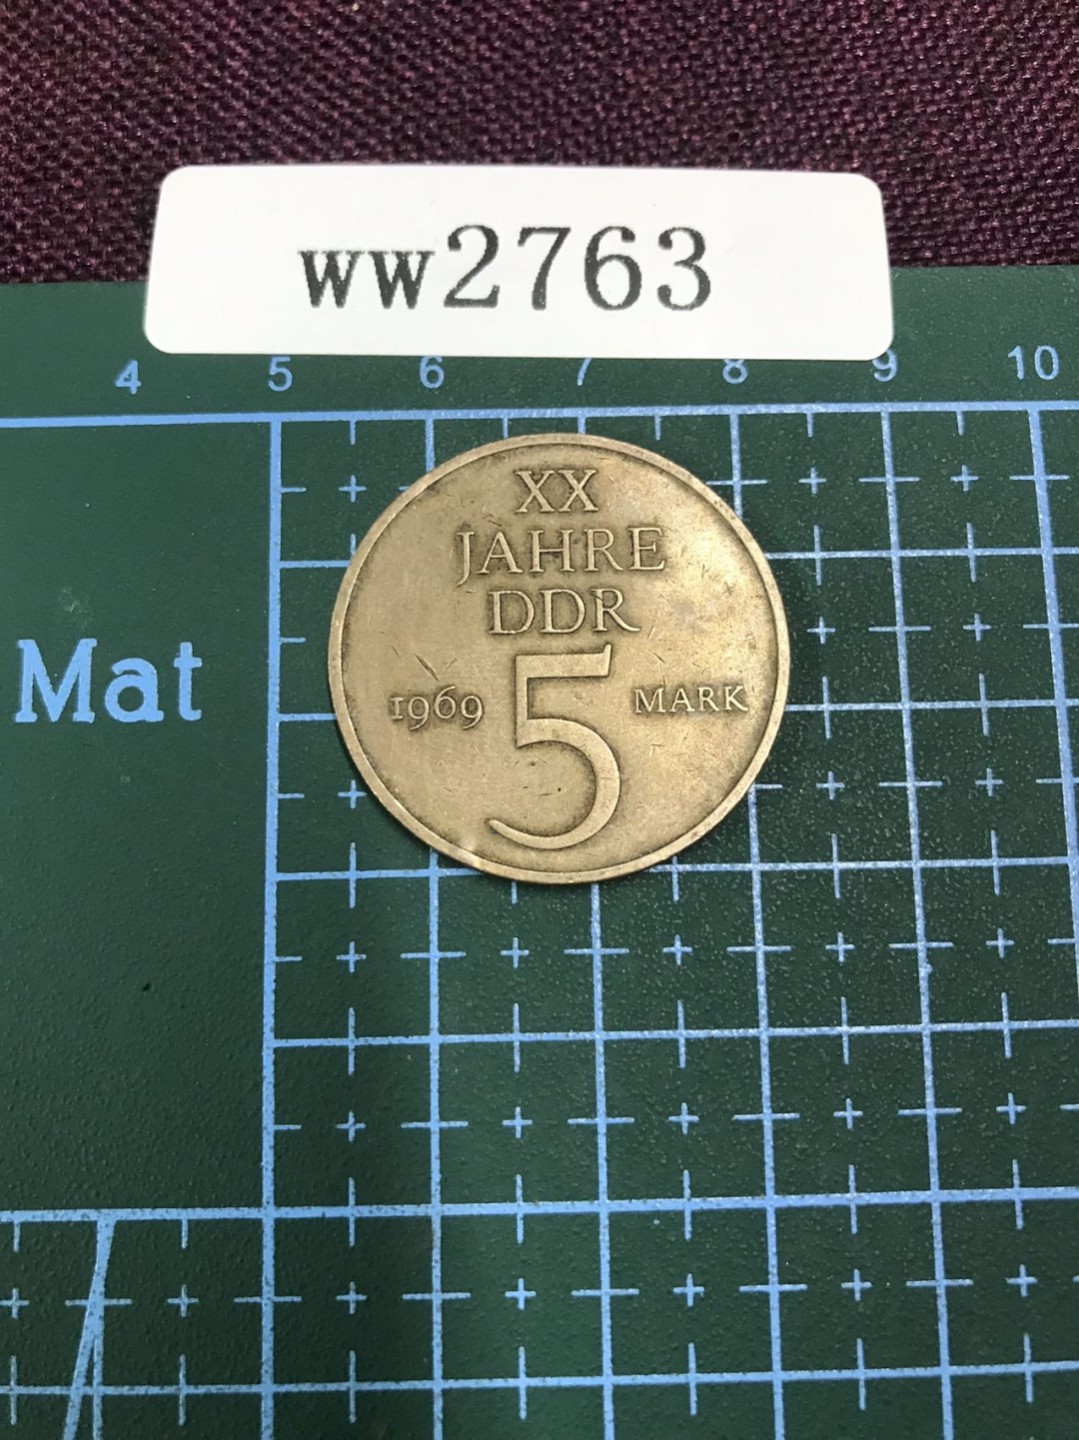 ww2763
4 5 6 7 8 9 10
XX
JAHRE
DDR
1969 5 MARK
Mat